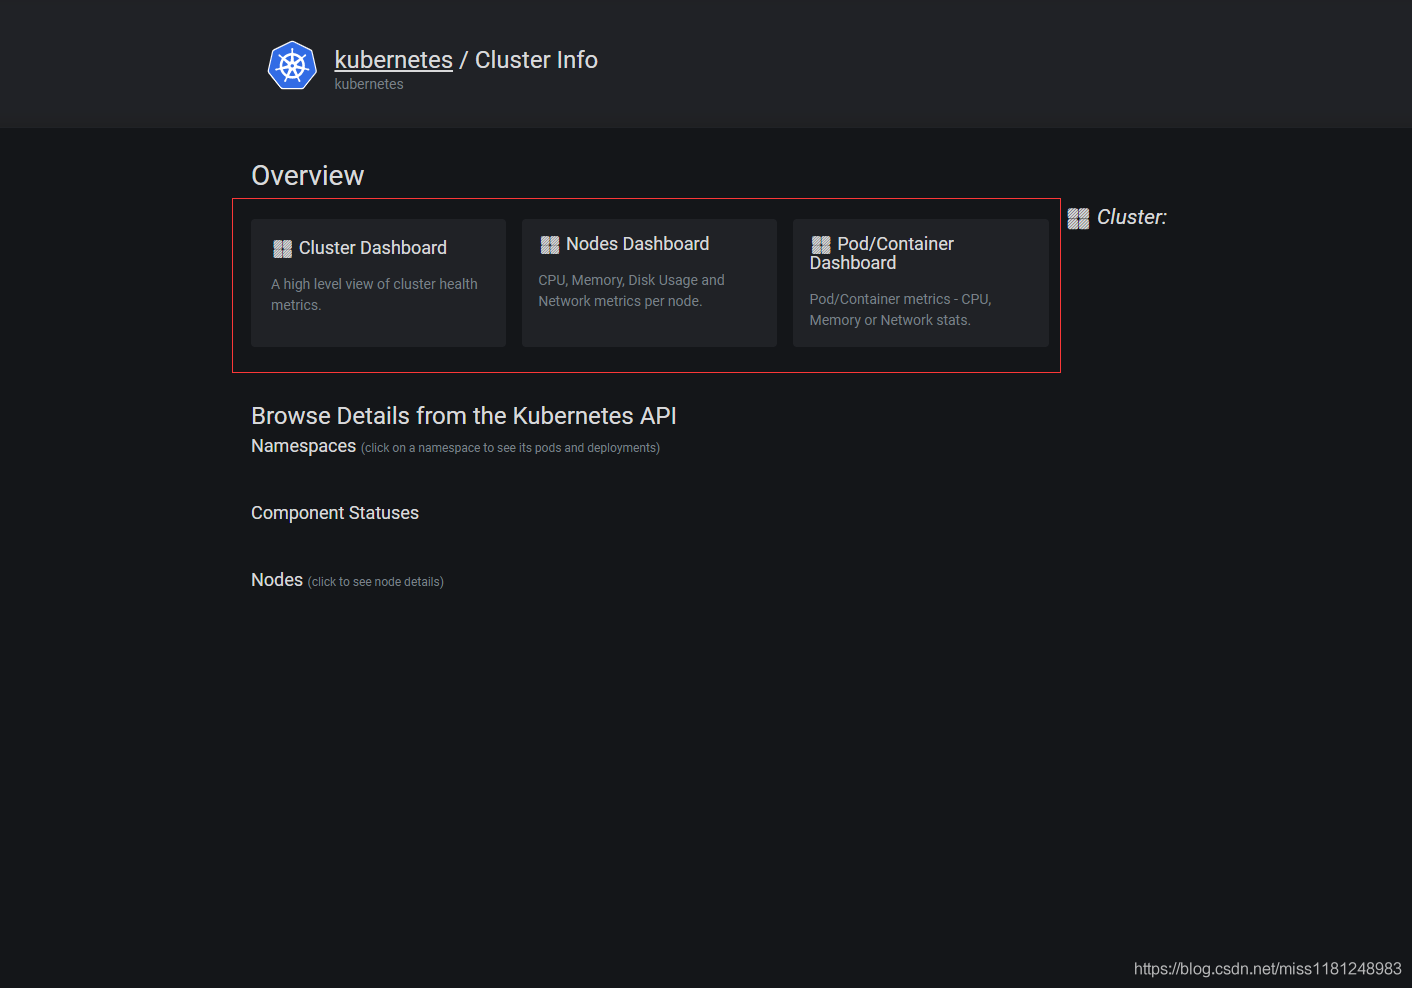 kubernetes / Cluster Info
kubernetes
Overview
Cluster Dashboard
A high level view of cluster health
metrics.
Nodes Dashboard
CPU, Memory, Disk Usage and
Network metrics per node.
Pod/Container
Dashboard
Pod/Container metrics - CPU,
Memory or Network stats.
Cluster:
Browse Details from the Kubernetes API
Namespaces (click on a namespace to see its pods and deployments)
Component Statuses
Nodes (click to see node details)
https://blog.csdn.net/miss1181248983